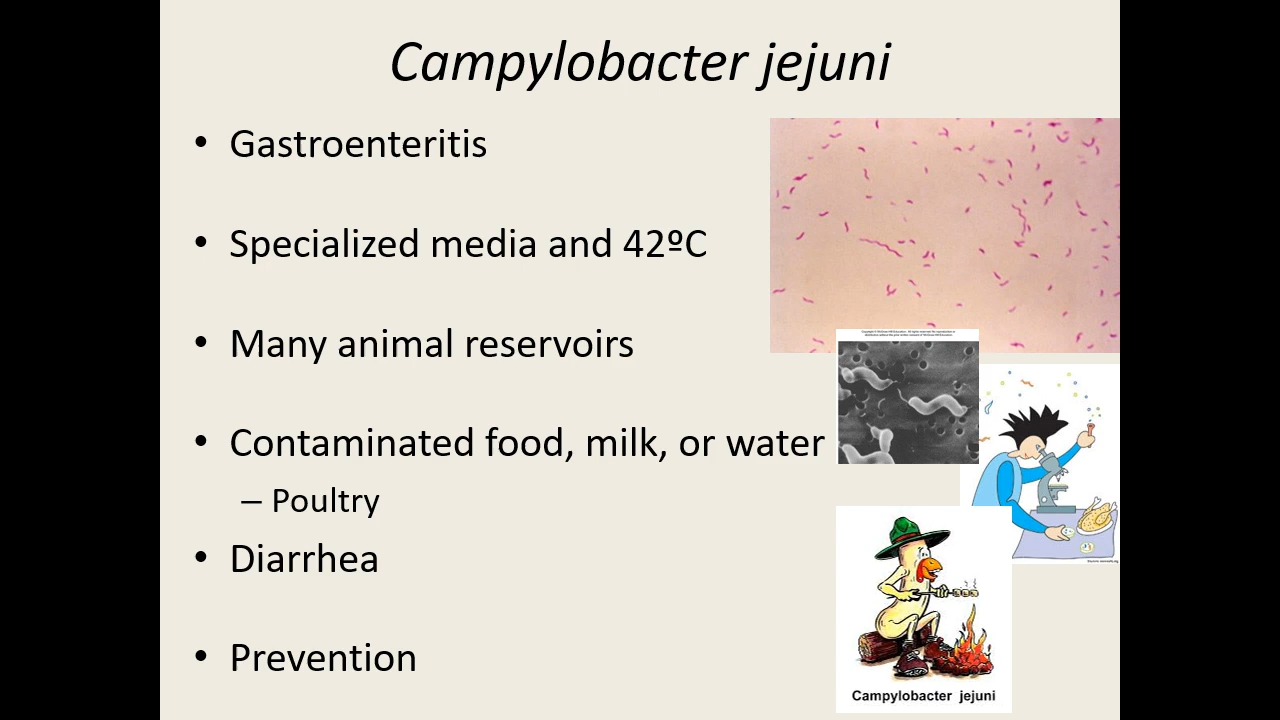 Campylobacter jejuni
• Gastroenteritis
• Specialized media and 42ºC
• Many animal reservoirs
• Contaminated food, milk, or water
– Poultry
• Diarrhea
• Prevention
Campylobacter jejuni